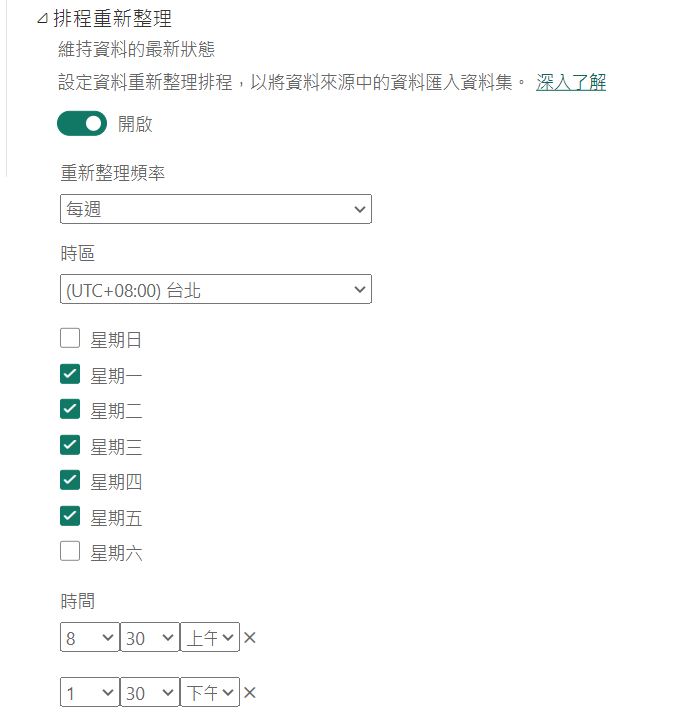 排程重新整理
維持資料的最新狀態
設定資料重新整理排程，以將資料來源中的資料匯入資料集。 深入了解
開啟
重新整理頻率
每週
時區
(UTC+08:00) 台北
星期日
星期一
星期二
星期三
星期四
星期五
星期六
時間
8 30 上午
1 30 下午